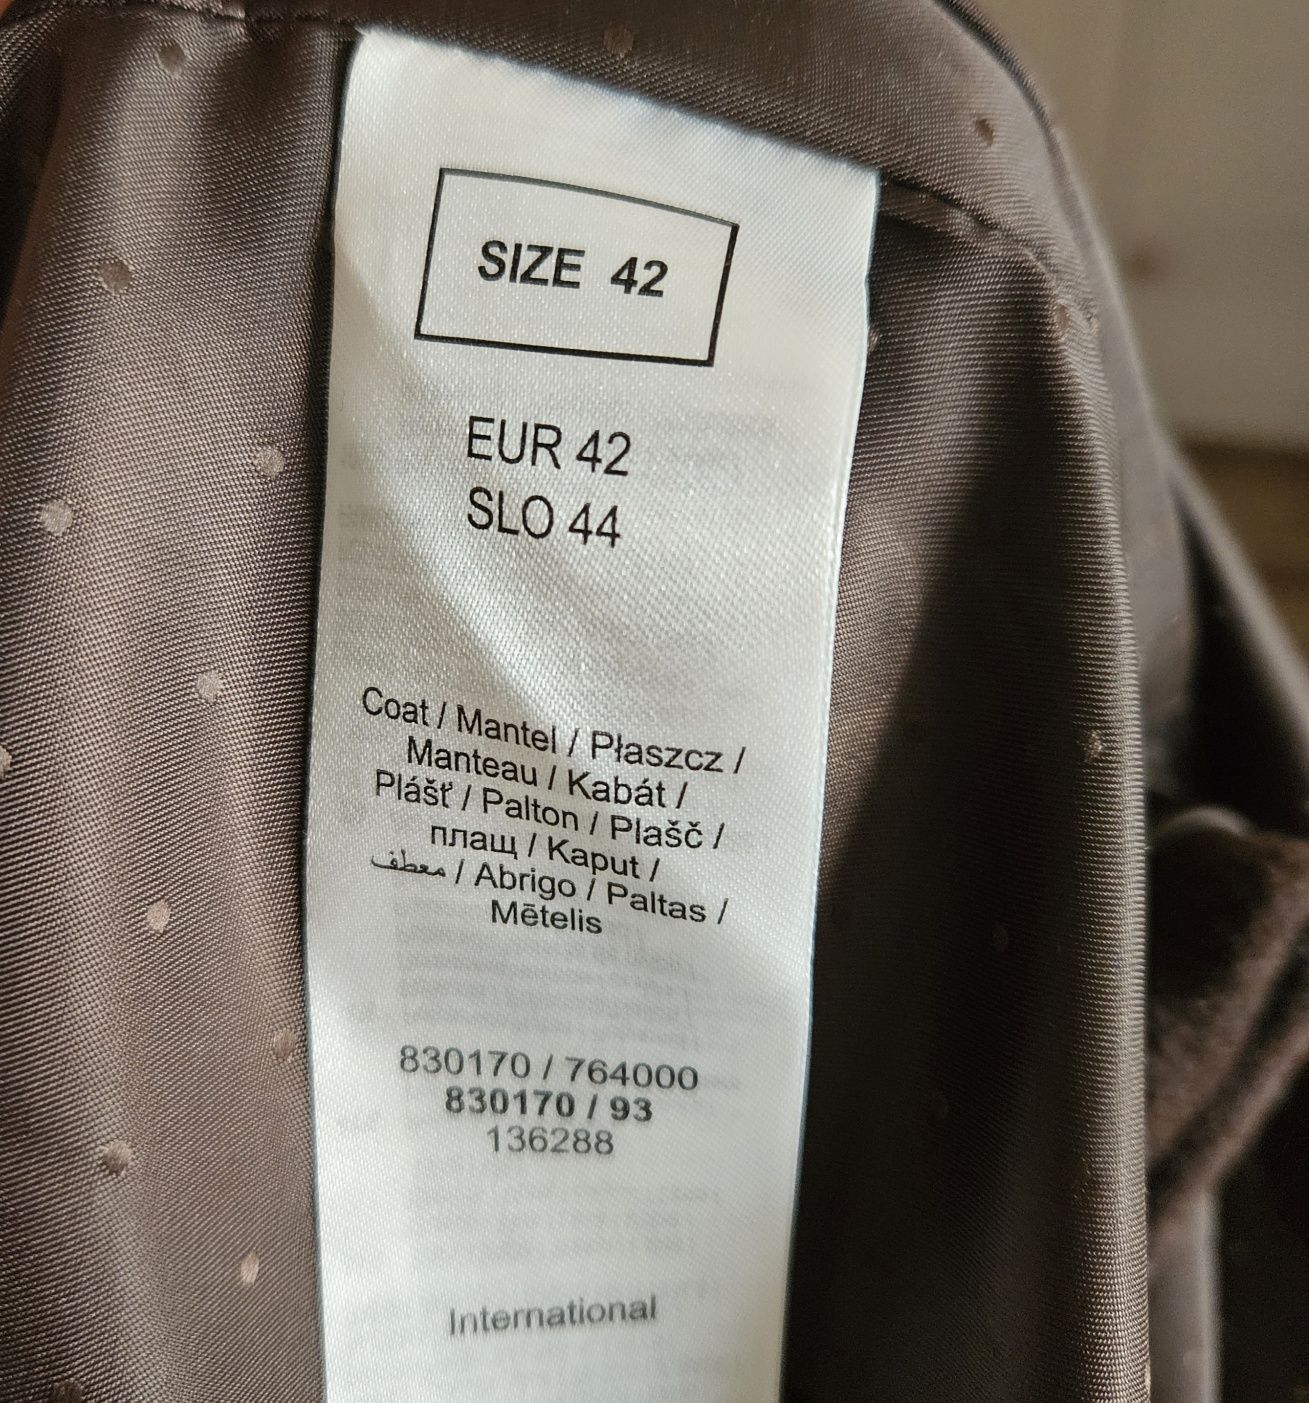 SIZE 42
EUR 42
SLO 44
Coat / Mantel / Płaszcz /
Manteau / Kabát /
Plášť / Palton / Plašč /
плащ / Kaput /
معطف / Abrigo / Paltas /
Mētelis
830170 / 764000
830170 / 93
136288
International